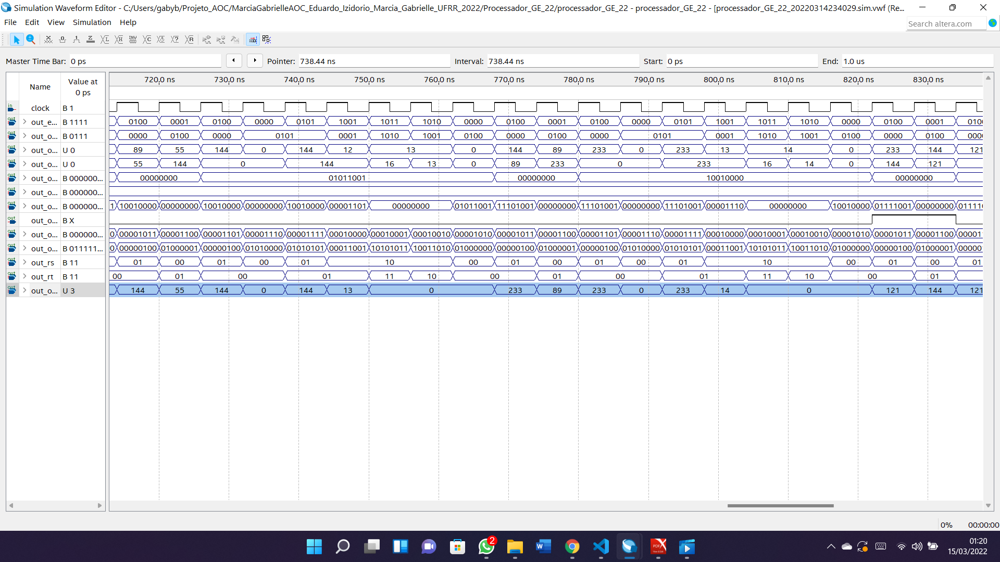 Simulation Waveform Editor - C:/Users/gabyb/Projeto_AOC/MarciaGabrielleAOC_Eduardo_Izidorio_Marcia_Gabrielle_UFRR_2022/Processador_GE_22/processador_GE_22 - processador_GE_22 - [processador_GE_22_20220314234029.sim.vwf (Re...
File Edit View Simulation Help
Search altera.com
Master Time Bar: 0 ps Pointer: 738.44 ns Interval: 738.44 ns Start: 0 ps End: 1.0 us
Name Value at 0 ps 720.0 ns 730.0 ns 740.0 ns 750.0 ns 760.0 ns 770.0 ns 780.0 ns 790.0 ns 800.0 ns 810.0 ns 820.0 ns 830.0 ns
clock B 1
out_e... B 1111 0100 0001 0100 0000 0101 1001 1011 1010 0000 0100 0001 0100 0000 0101 1001 1011 1010 0000 0100 0001 010
out_o... B 0111 0000 0100 0000 0101 0001 1010 1001 0100 0000 0100 0000 0101 0001 1010 1001 0100 0000 0100 000
out_o... U 0 89 55 144 0 144 12 13 0 144 89 233 0 233 13 14 0 233 144 121
out_o... U 0 55 144 0 144 16 13 0 89 233 0 233 16 14 0 144 121
out_o... B 000000... 00000000 01011001 00000000 10010000 00000000
out_o... B 000000...
out_o... B 000000... 1 10010000 00000000 10010000 00000000 10010000 00001101 00000000 01011001 11101001 00000000 11101001 00000000 11101001 00001110 00000000 10010000 01111001 00000000 01111
out_o... B X
out_o... B 000000... 0 00001011 00001100 00001101 00001110 00001111 00010000 00010001 00010010 00001010 00001011 00001100 00001101 00001110 00001111 00010000 00010001 00010010 00001010 00001011 00001100 00001
out_o... B 011111... 00000100 01000001 00000100 01010000 01010101 00011001 10101011 10011010 01000000 00000100 01000001 00000100 01010000 01010101 00011001 10101011 10011010 01000000 00000100 01000001 00000
out_rs B 11 01 00 01 00 01 10 00 01 00 01 00 01 10 00 01 00 01
out_rt B 11 00 01 00 01 11 10 00 01 00 01 11 10 00 01
out_o... U 3 144 55 144 0 144 13 0 233 89 233 0 233 14 0 121 144 121
0% 00:00:00
2
01:20
15/03/2022